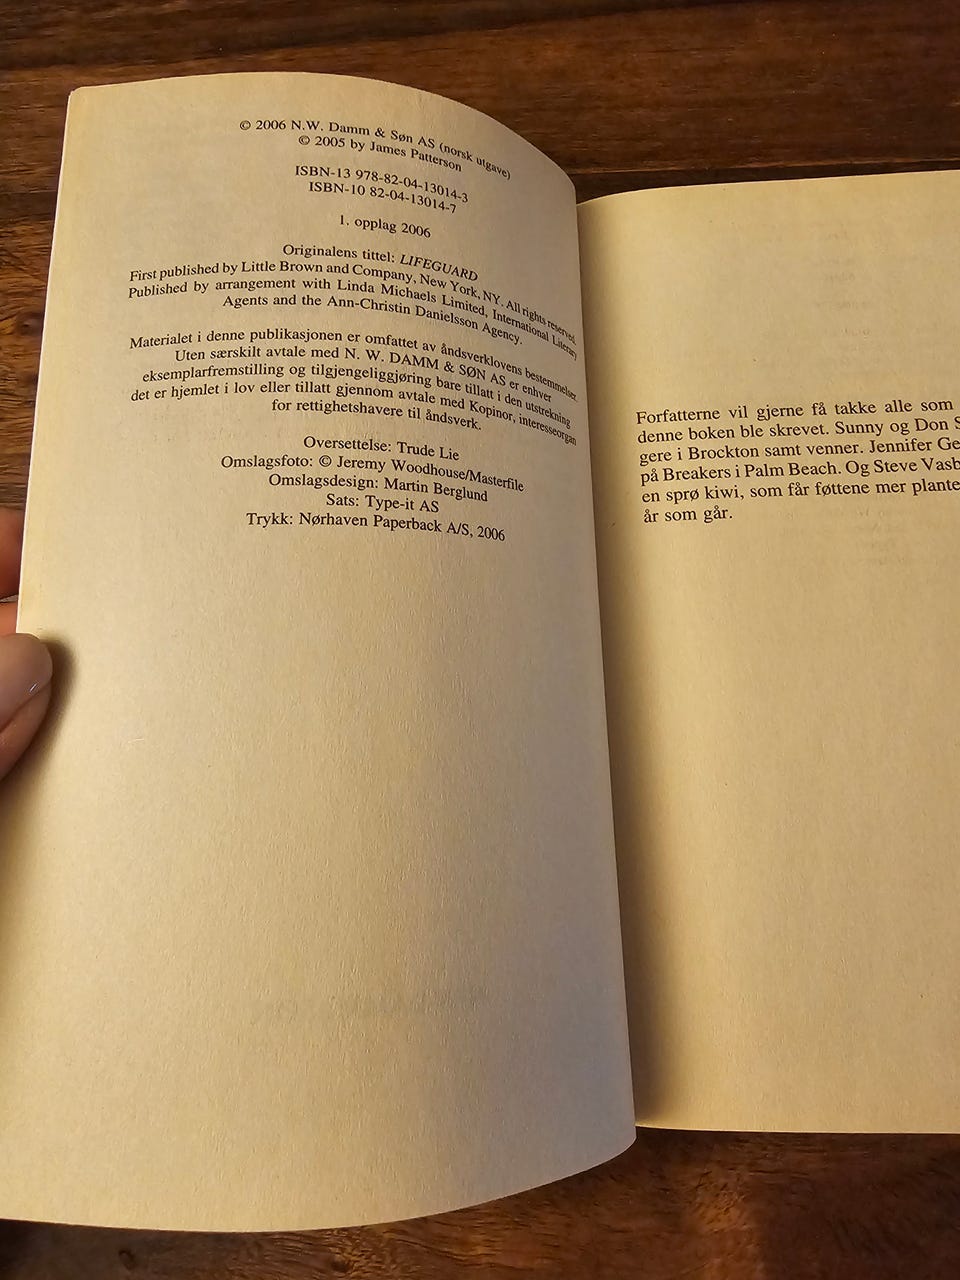 © 2006 N.W. Damm & Søn AS (norsk utgave)
© 2005 by James Patterson
ISBN-13 978-82-04-13014-3
ISBN-10 82-04-13014-7
1. opplag 2006
Originalens tittel: LIFEGUARD
First published by Little Brown and Company, New York, NY. All rights reserved.
Published by arrangement with Linda Michaels Limited, International Literary
Agents and the Ann-Christin Danielsson Agency.
Materialet i denne publikasjonen er omfattet av åndsverklovens bestemmelser.
Uten særskilt avtale med N. W. DAMM & SØN AS er enhver
eksemplarfremstilling og tilgjengeliggjøring bare tillatt i den utstrekning
det er hjemlet i lov eller tillatt gjennom avtale med Kopinor, interesseorgan
for rettighetshavere til åndsverk.
Oversettelse: Trude Lie
Omslagsfoto: © Jeremy Woodhouse/Masterfile
Omslagsdesign: Martin Berglund
Sats: Type-it AS
Trykk: Nørhaven Paperback A/S, 2006
Forfatterne vil gjerne få takke alle som
denne boken ble skrevet. Sunny og Don S
gere i Brockton samt venner. Jennifer Ge
på Breakers i Palm Beach. Og Steve Vasb
en sprø kiwi, som får føttene mer plante
år som går.